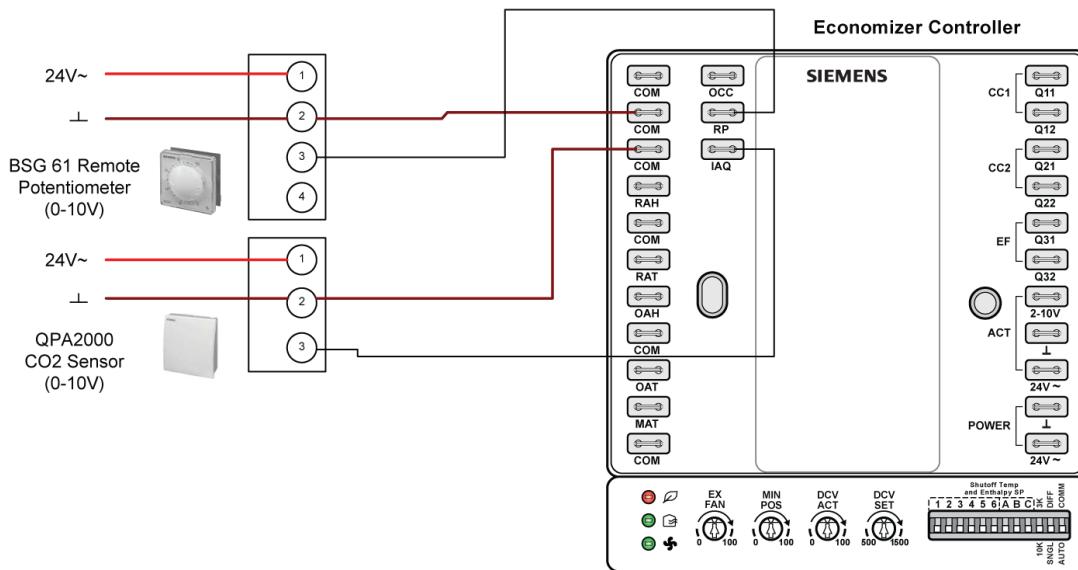 Economizer Controller
24V~
⊥
BSG 61 Remote
Potentiometer
(0-10V)
1
2
3
4
24V~
⊥
QPA2000
CO2 Sensor
(0-10V)
1
2
3
SIEMENS
COM
COM
COM
RAH
COM
RAT
OAH
COM
OAT
MAT
COM
OCC
RP
IAQ
CC1
Q11
Q12
CC2
Q21
Q22
EF
Q31
Q32
ACT
2-10V
⊥
24V~
POWER
⊥
24V~
EX
FAN
0 100
MIN
POS
0 100
DCV
ACT
0 100
DCV
SET
500 1500
Shutoff Temp
and Enthalpy SP
1 2 3 4 5 6 A B C 3K DIFF COMM
10K SNGL AUTO